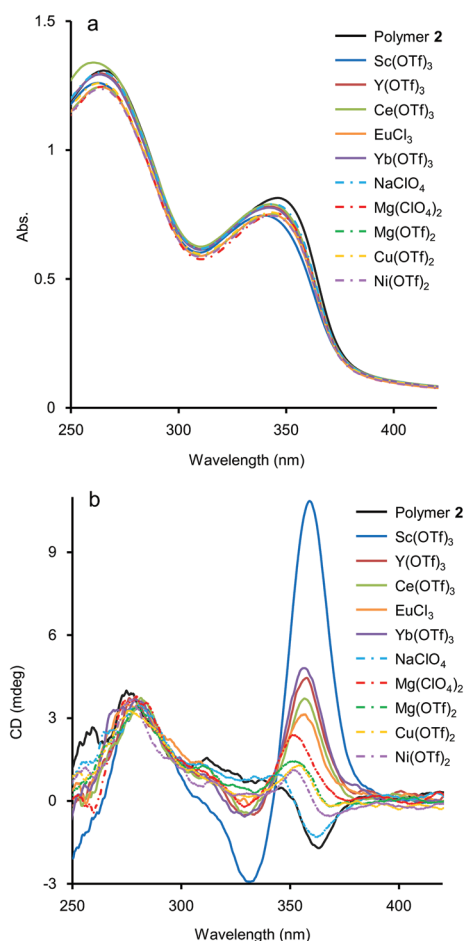 a
1.5
1
0.5
0
Abs.
250 300 350 400
Wavelength (nm)
Polymer 2
Sc(OTf)3
Y(OTf)3
Ce(OTf)3
EuCl3
Yb(OTf)3
NaClO4
Mg(ClO4)2
Mg(OTf)2
Cu(OTf)2
Ni(OTf)2
b
9
6
3
0
-3
CD (mdeg)
250 300 350 400
Wavelength (nm)
Polymer 2
Sc(OTf)3
Y(OTf)3
Ce(OTf)3
EuCl3
Yb(OTf)3
NaClO4
Mg(ClO4)2
Mg(OTf)2
Cu(OTf)2
Ni(OTf)2